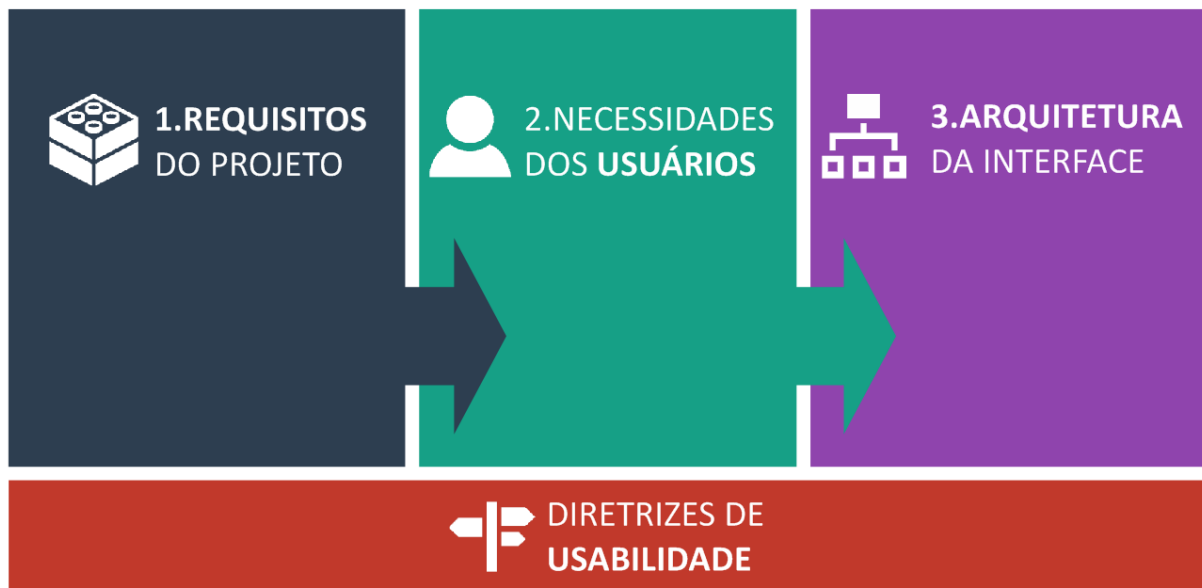 1.REQUISITOS
DO PROJETO
2.NECESSIDADES
DOS USUÁRIOS
3.ARQUITETURA
DA INTERFACE
DIRETRIZES DE
USABILIDADE